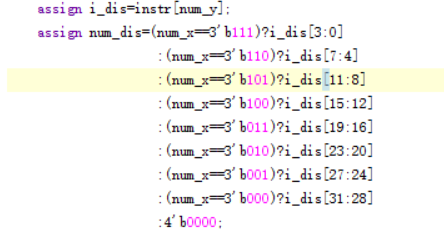 assign i_dis=instr[num_y];
assign num_dis=(num_x==3'b111)?i_dis[3:0]
:(num_x==3'b110)?i_dis[7:4]
:(num_x==3'b101)?i_dis[11:8]
:(num_x==3'b100)?i_dis[15:12]
:(num_x==3'b011)?i_dis[19:16]
:(num_x==3'b010)?i_dis[23:20]
:(num_x==3'b001)?i_dis[27:24]
:(num_x==3'b000)?i_dis[31:28]
:4'b0000;